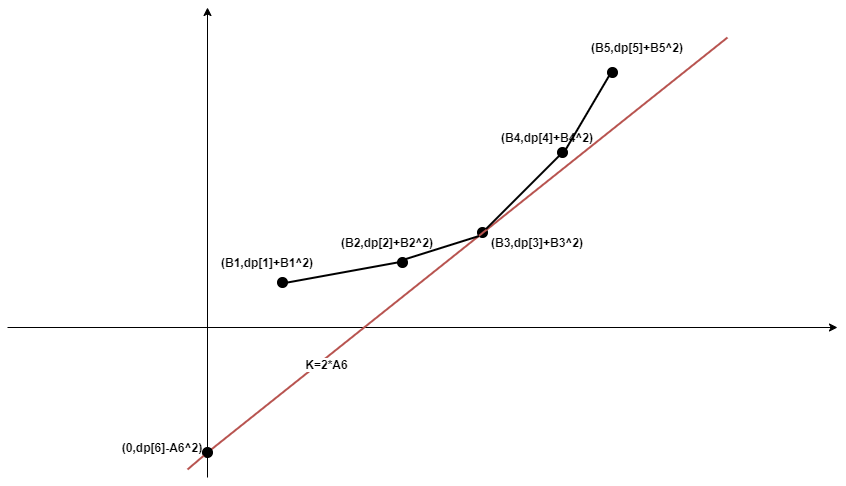 (B5,dp[5]+B5^2)
(B4,dp[4]+B4^2)
(B2,dp[2]+B2^2)
(B3,dp[3]+B3^2)
(B1,dp[1]+B1^2)
K=2*A6
(0,dp[6]-A6^2)